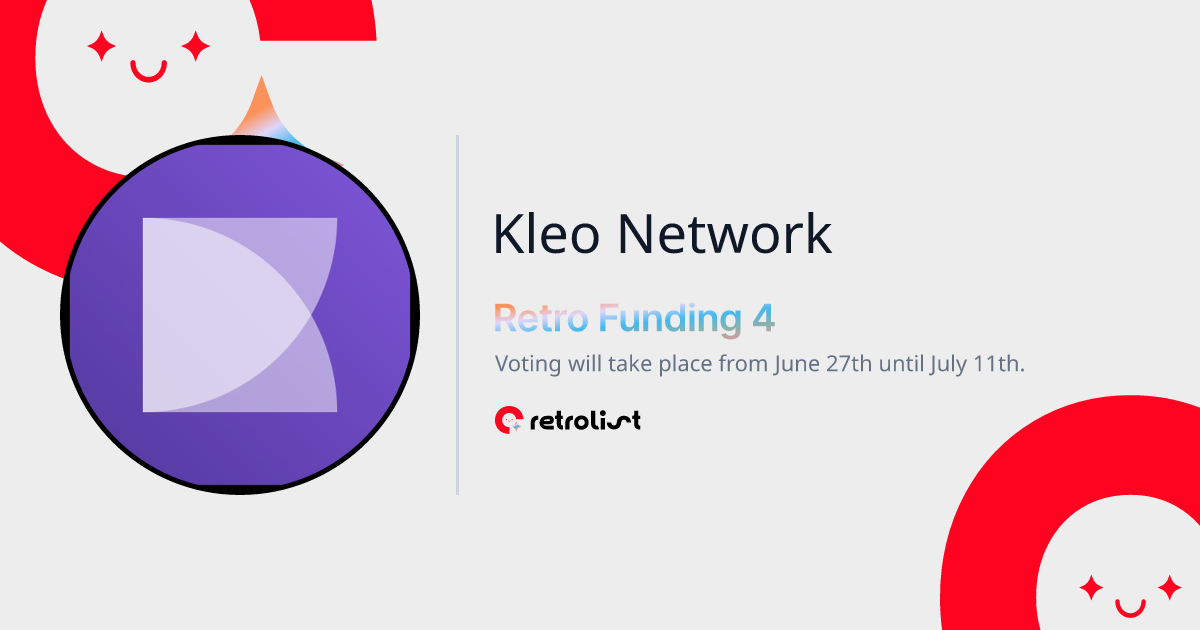 Kleo Network
Retro Funding 4
Voting will take place from June 27th until July 11th.
retrolist